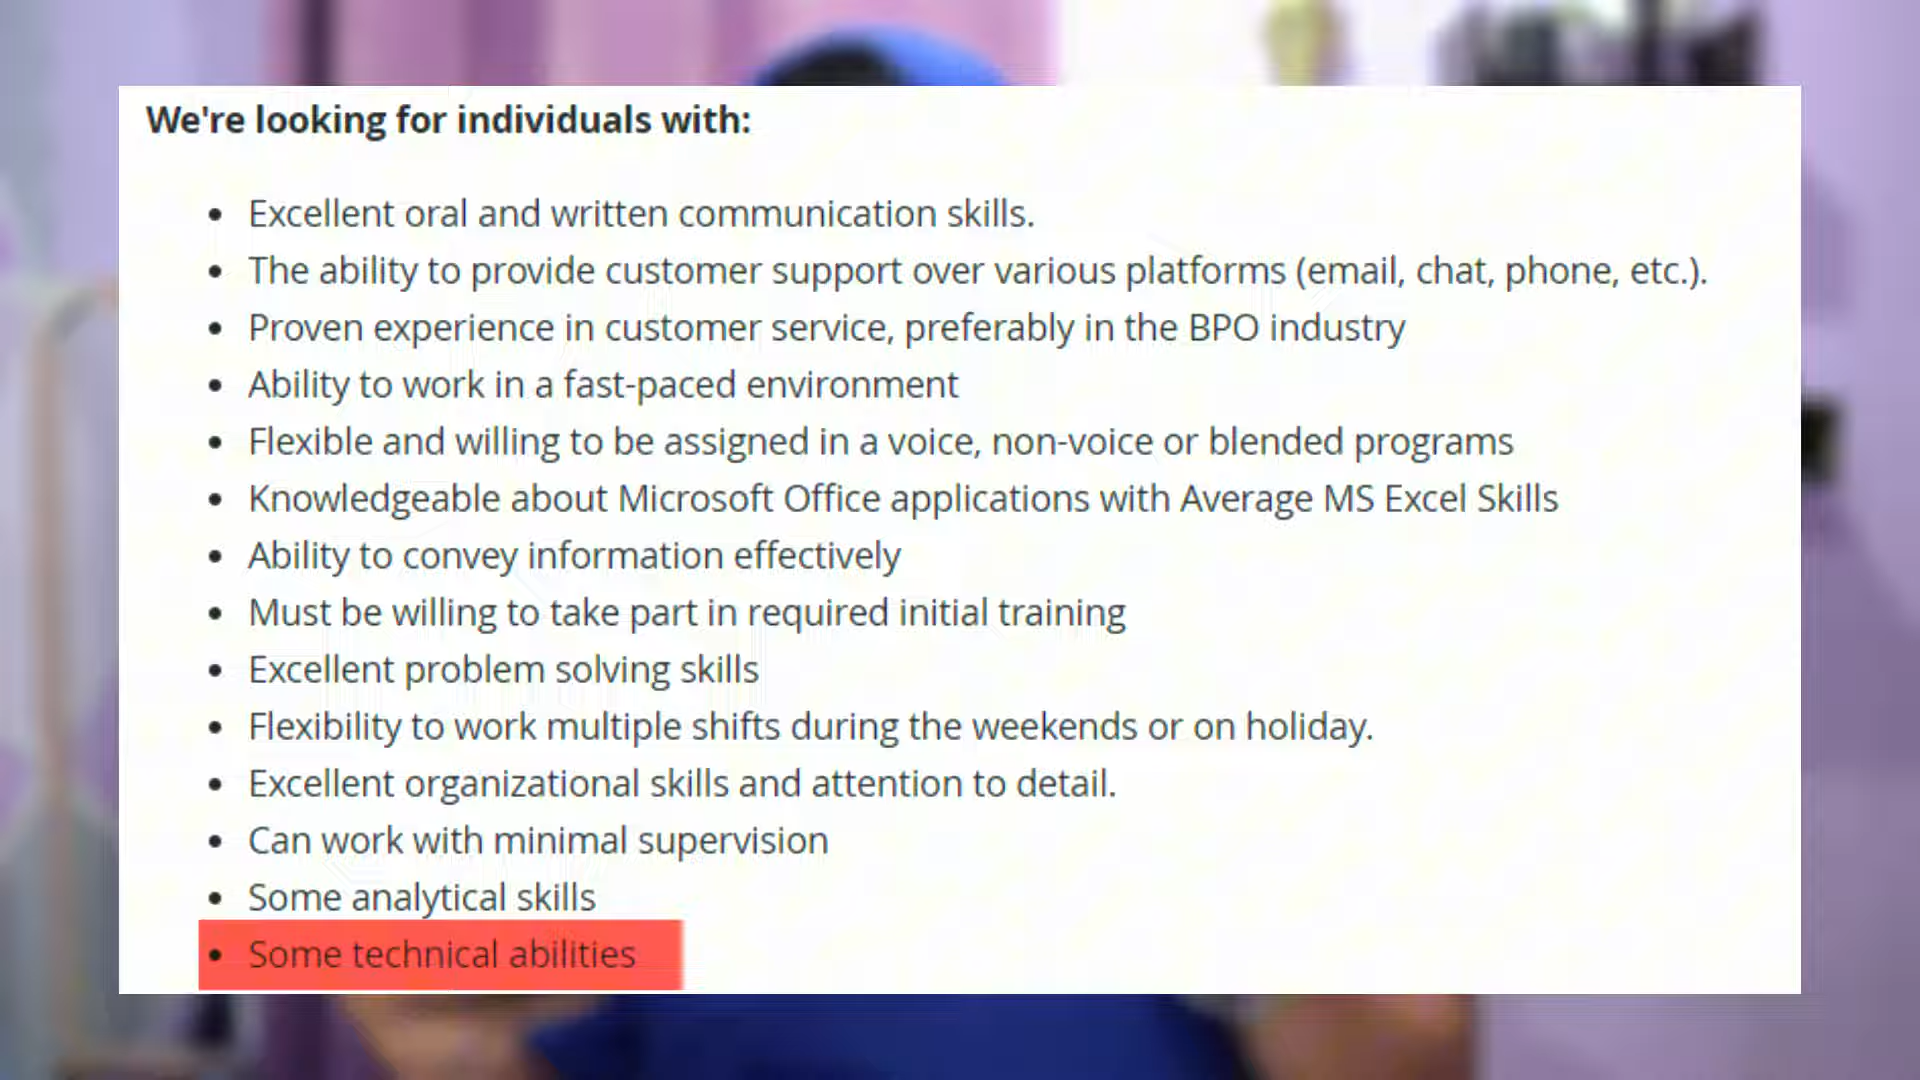 We're looking for individuals with:
• Excellent oral and written communication skills.
• The ability to provide customer support over various platforms (email, chat, phone, etc.).
• Proven experience in customer service, preferably in the BPO industry
• Ability to work in a fast-paced environment
• Flexible and willing to be assigned in a voice, non-voice or blended programs
• Knowledgeable about Microsoft Office applications with Average MS Excel Skills
• Ability to convey information effectively
• Must be willing to take part in required initial training
• Excellent problem solving skills
• Flexibility to work multiple shifts during the weekends or on holiday.
• Excellent organizational skills and attention to detail.
• Can work with minimal supervision
• Some analytical skills
• Some technical abilities